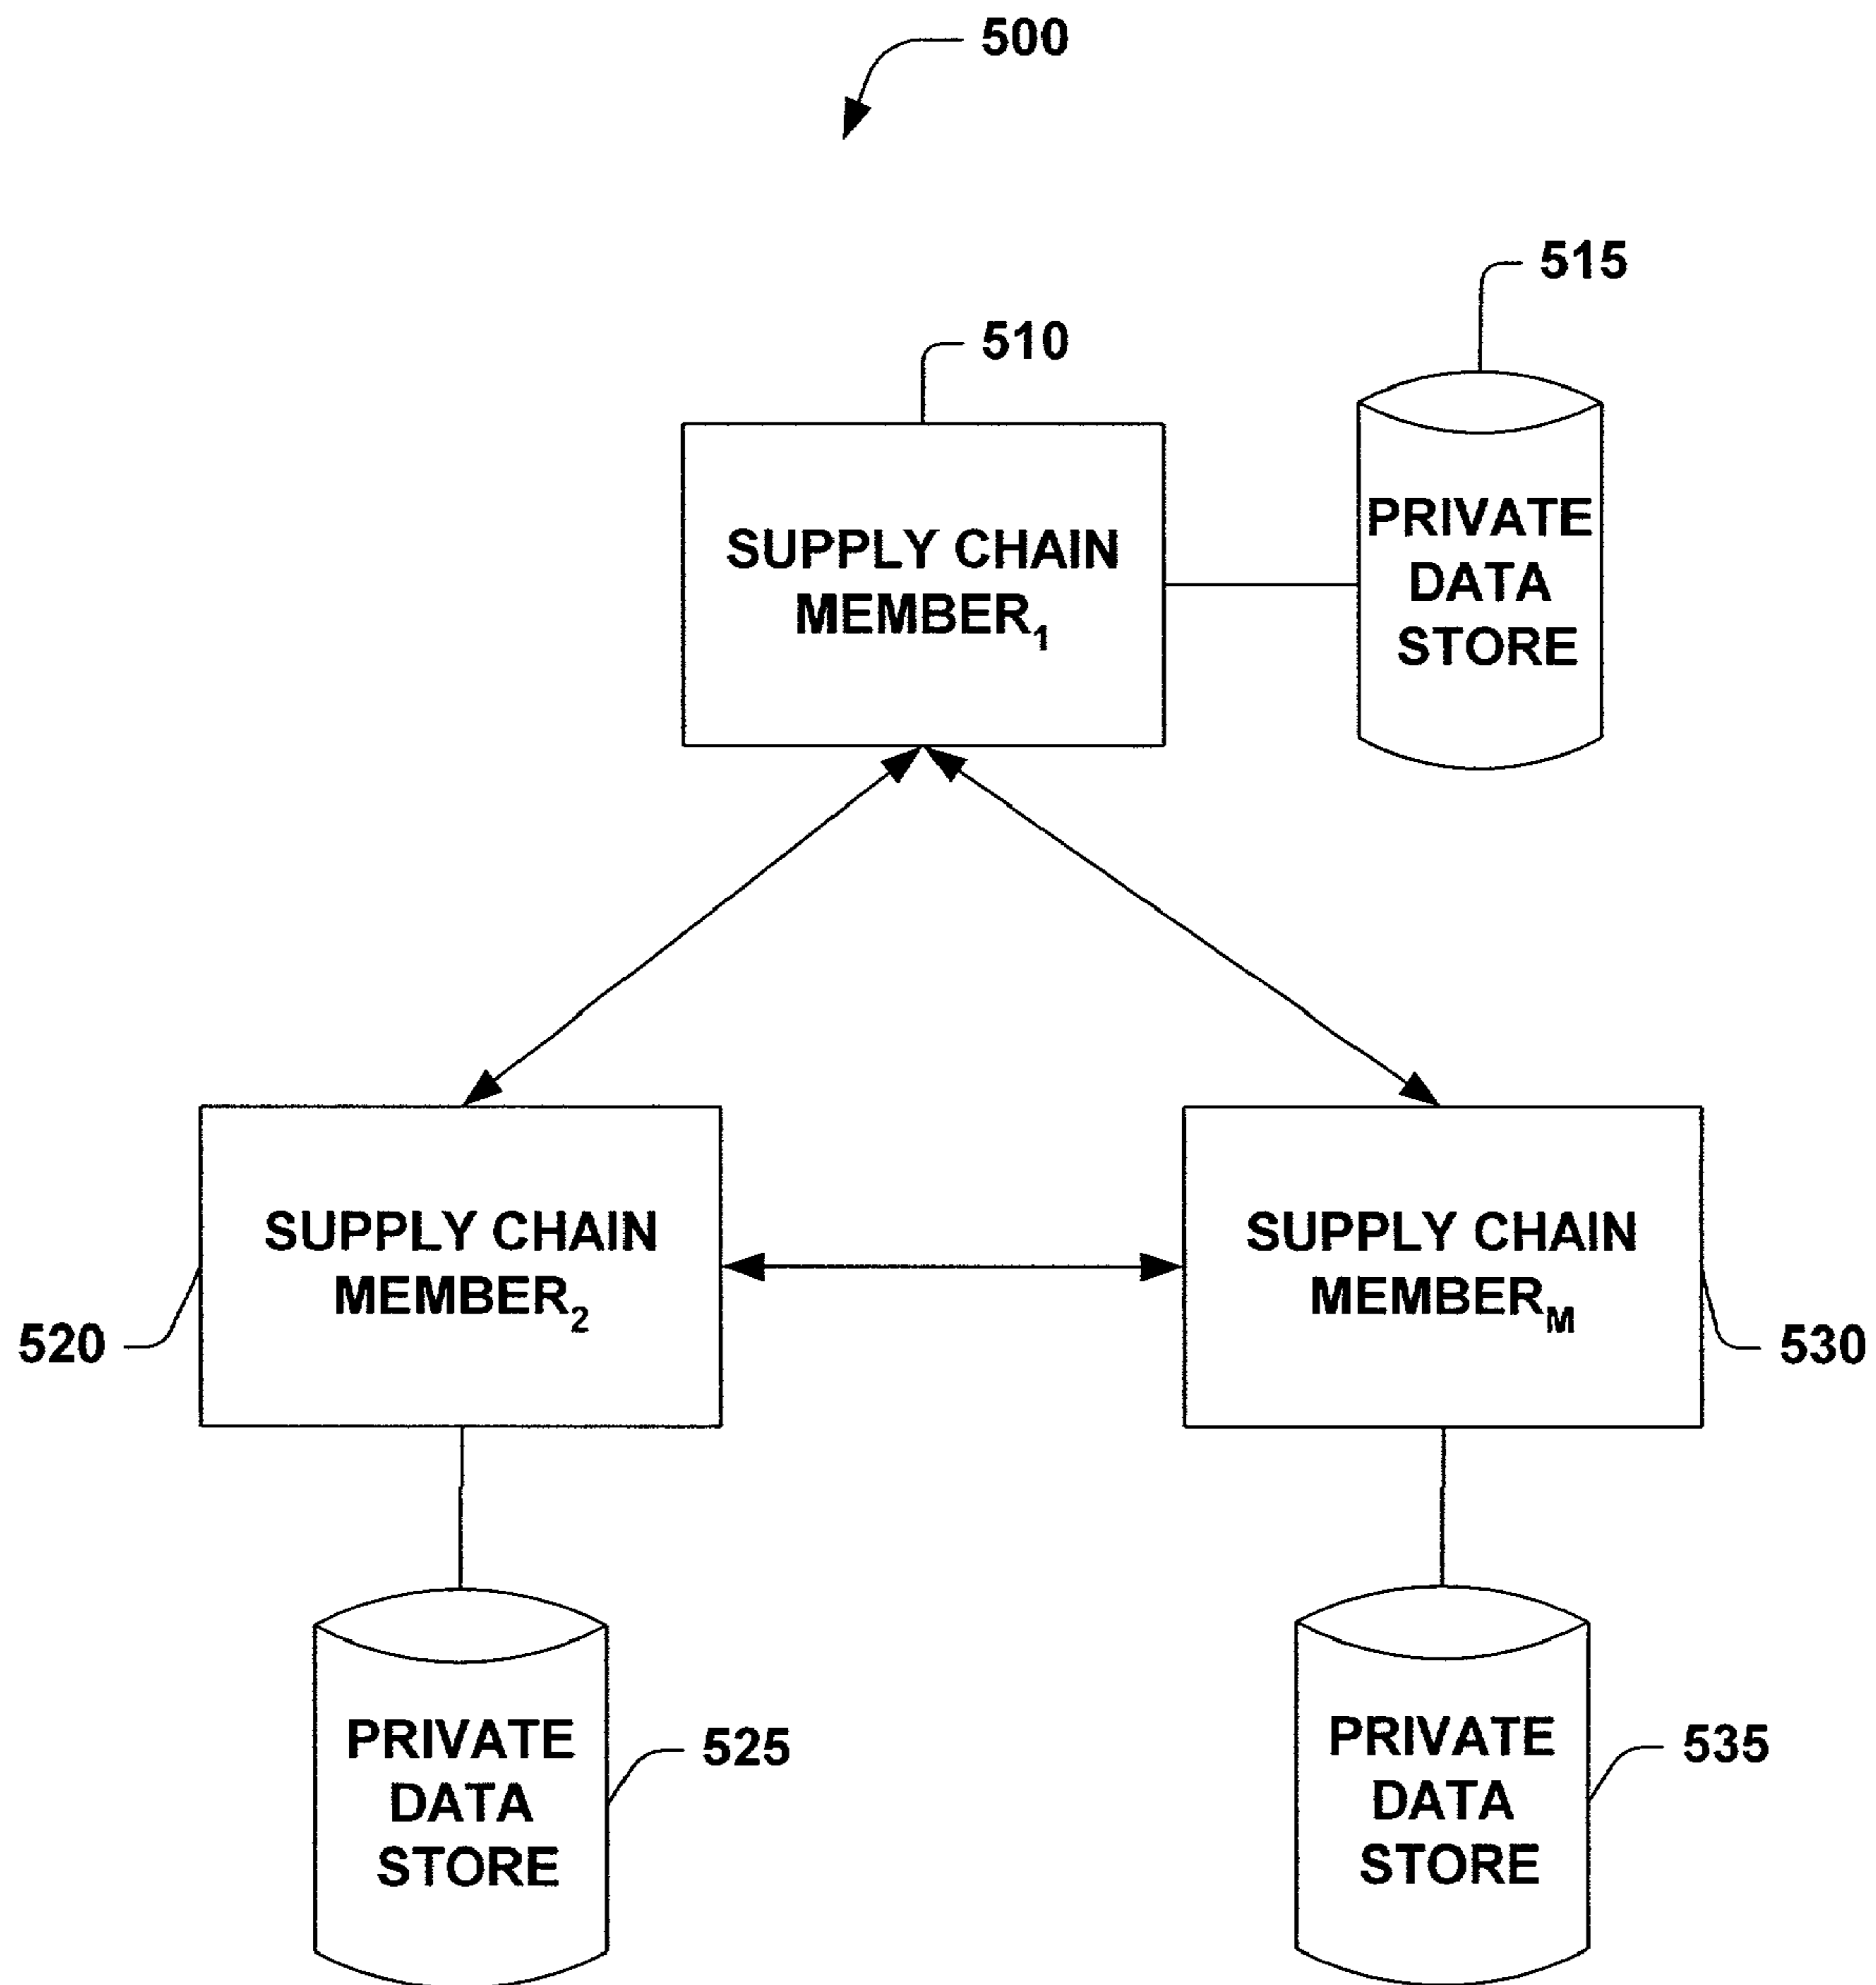 500
515
510
SUPPLY CHAIN
MEMBER₁
PRIVATE
DATA
STORE
SUPPLY CHAIN
MEMBER₂
SUPPLY CHAIN
MEMBERₘ
520
530
PRIVATE
DATA
STORE
525
PRIVATE
DATA
STORE
535